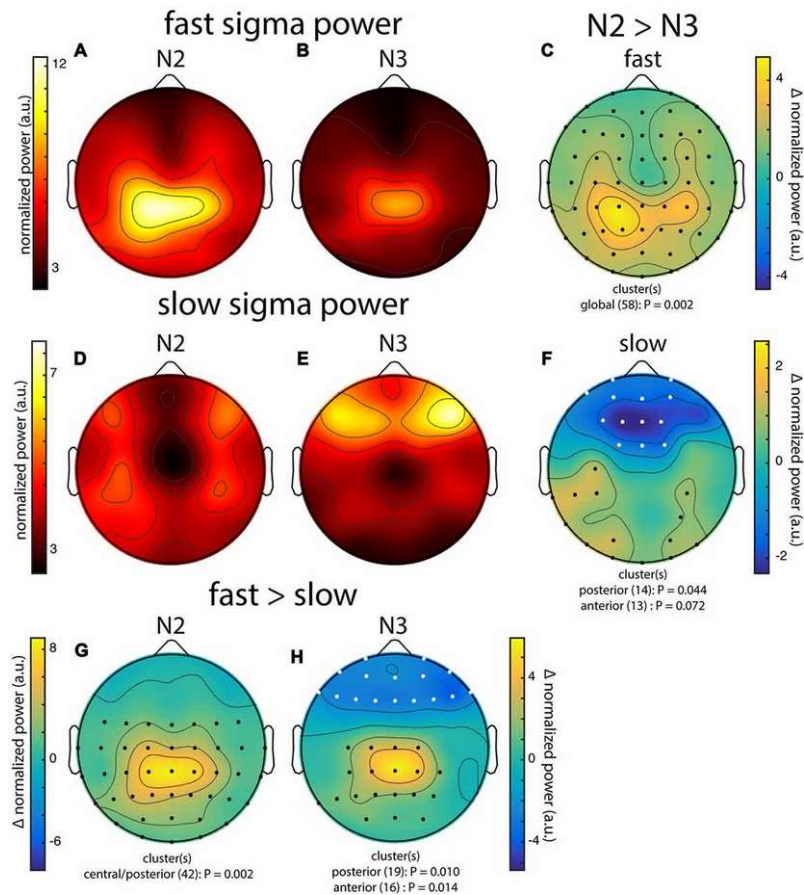 fast sigma power
N2 > N3
A
N2
B
N3
C
fast
12
normalized power (a.u.)
3
4
0
-4
Δ normalized power (a.u.)
cluster(s)
global (58): P = 0.002
slow sigma power
D
N2
E
N3
F
slow
7
normalized power (a.u.)
3
2
0
-2
Δ normalized power (a.u.)
cluster(s)
posterior (14): P = 0.044
anterior (13) : P = 0.072
fast > slow
G
N2
H
N3
8
0
-6
Δ normalized power (a.u.)
4
0
-4
Δ normalized power (a.u.)
cluster(s)
central/posterior (42): P = 0.002
cluster(s)
posterior (19): P = 0.010
anterior (16) : P = 0.014